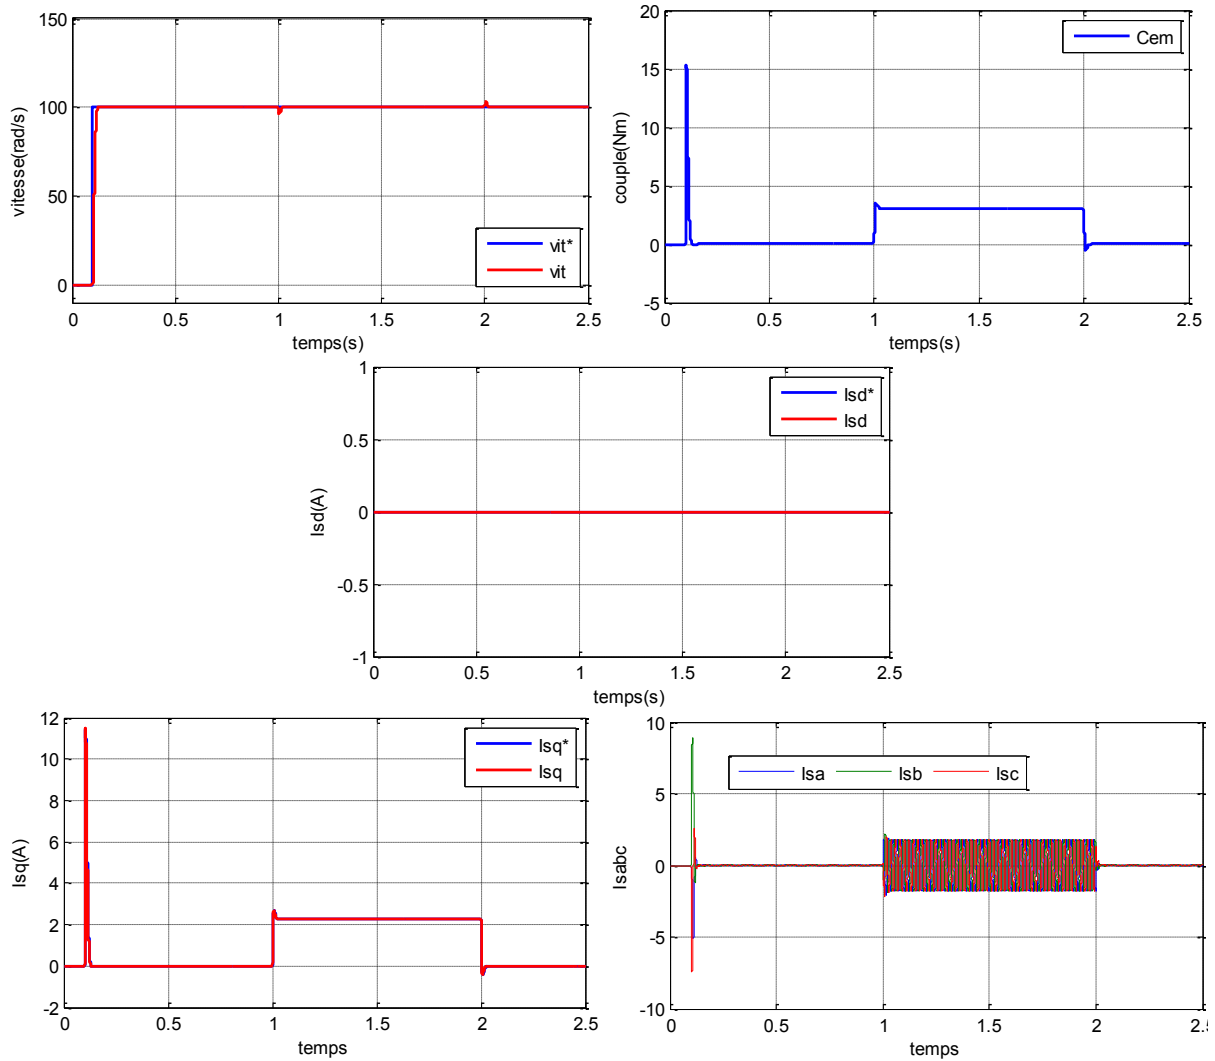 150
100
50
0
vitesse(rad/s)
vit*
vit
0 0.5 1 1.5 2 2.5
temps(s)
20
15
10
5
0
-5
couple(Nm)
Cem
0 0.5 1 1.5 2 2.5
temps(s)
1
0.5
0
-0.5
-1
Isd(A)
Isd*
Isd
0 0.5 1 1.5 2 2.5
temps(s)
12
10
8
6
4
2
0
-2
Isq(A)
Isq*
Isq
0 0.5 1 1.5 2 2.5
temps
10
5
0
-5
-10
Isabc
Isa Isb Isc
0 0.5 1 1.5 2 2.5
temps